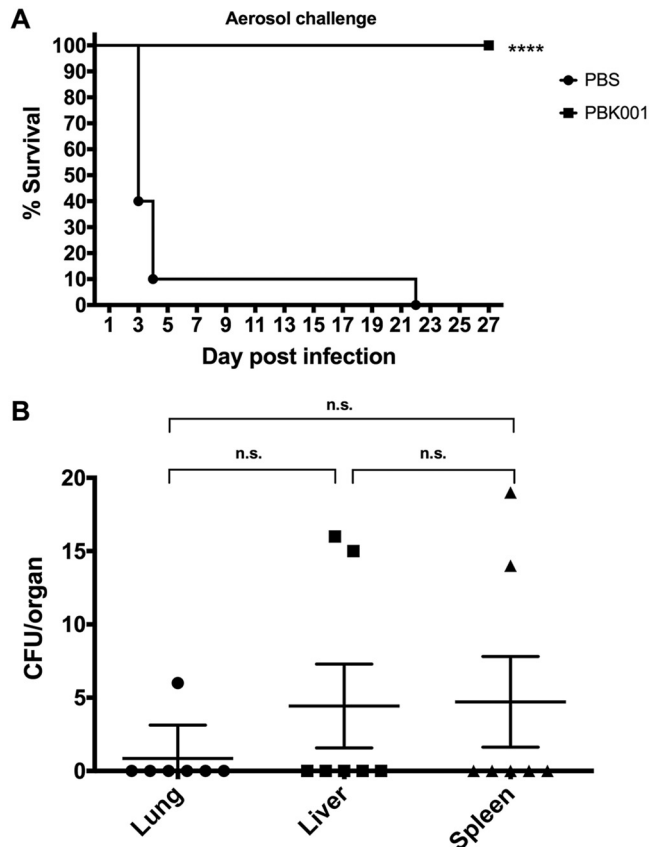 A
Aerosol challenge
% Survival
100
90
80
70
60
50
40
30
20
10
0
1 3 5 7 9 11 13 15 17 19 21 23 25 27
Day post infection
****
PBS
PBK001
B
n.s.
n.s. n.s.
CFU/organ
20
15
10
5
0
Lung Liver Spleen